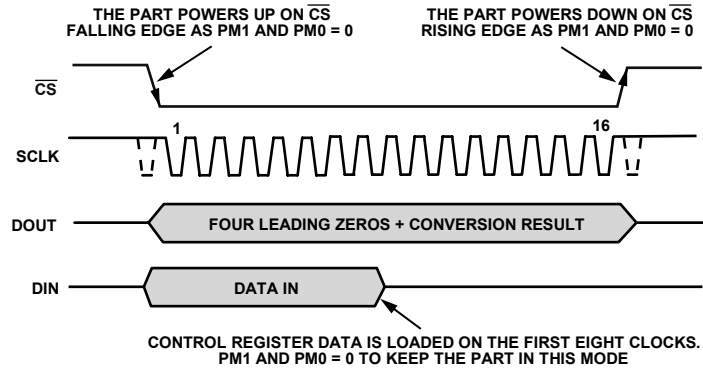 THE PART POWERS UP ON CS
FALLING EDGE AS PM1 AND PM0 = 0
THE PART POWERS DOWN ON CS
RISING EDGE AS PM1 AND PM0 = 0
CS
1
16
SCLK
DOUT
FOUR LEADING ZEROS + CONVERSION RESULT
DIN
DATA IN
CONTROL REGISTER DATA IS LOADED ON THE FIRST EIGHT CLOCKS.
PM1 AND PM0 = 0 TO KEEP THE PART IN THIS MODE